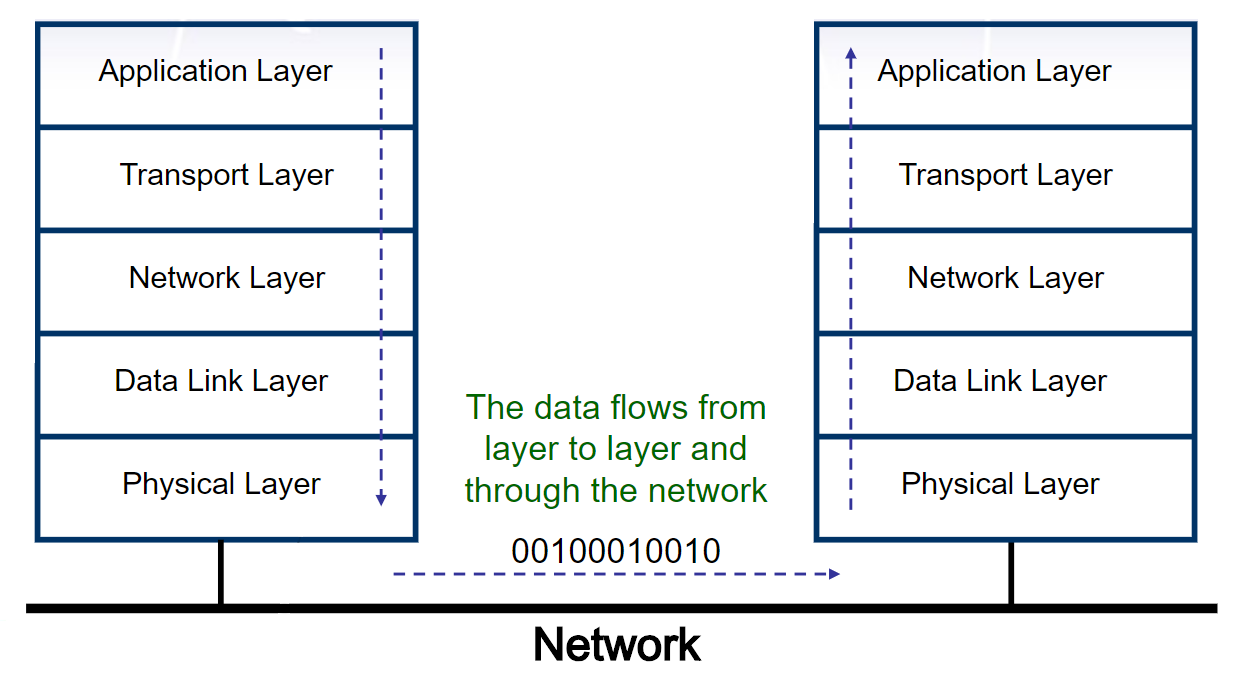 Application Layer
Transport Layer
Network Layer
Data Link Layer
Physical Layer
The data flows from
layer to layer and
through the network
00100010010
Application Layer
Transport Layer
Network Layer
Data Link Layer
Physical Layer
Network